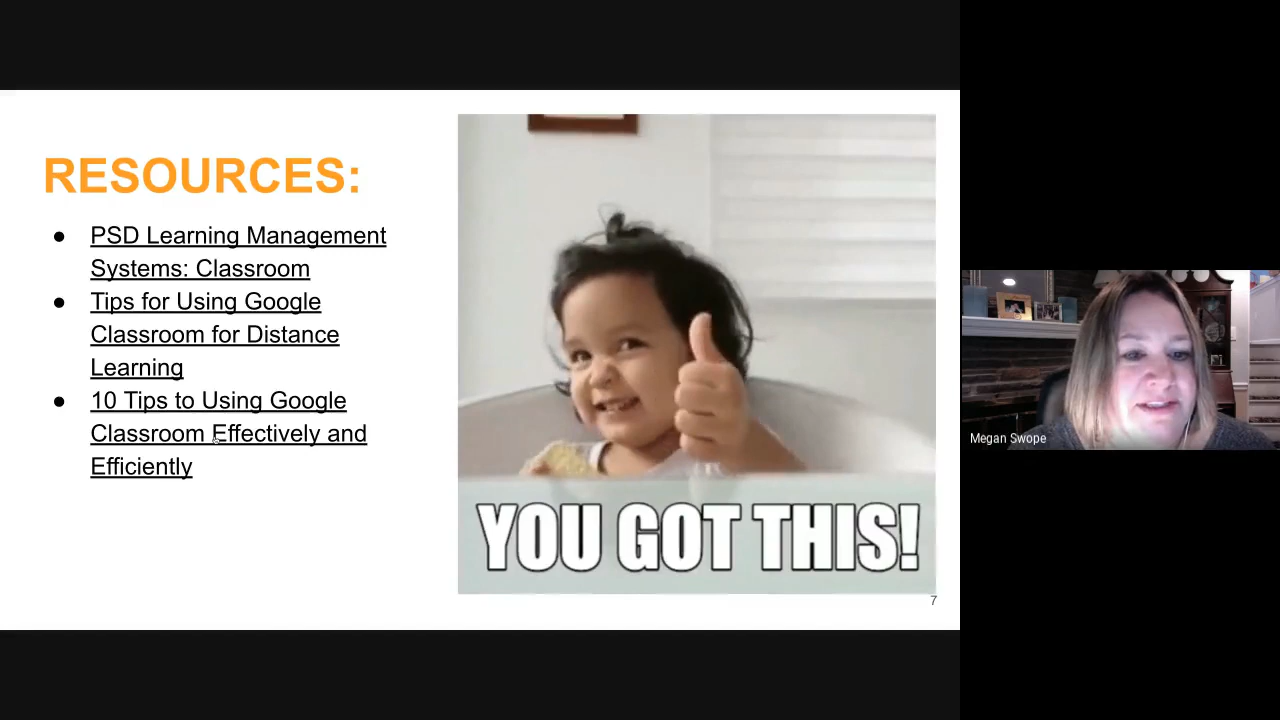 RESOURCES:
● PSD Learning Management
Systems: Classroom
● Tips for Using Google
Classroom for Distance
Learning
● 10 Tips to Using Google
Classroom Effectively and
Efficiently
YOU GOT THIS!
7
Megan Swope